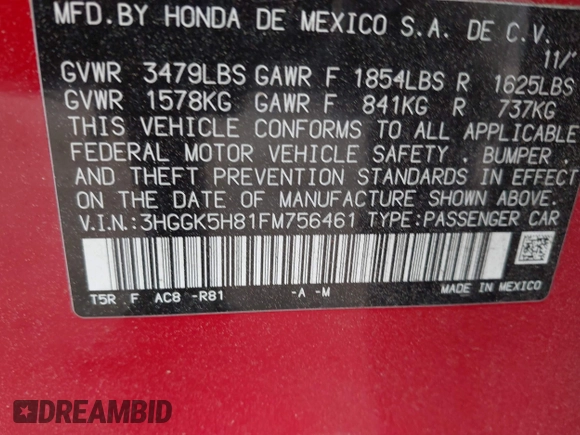 MFD.BY HONDA DE MEXICO S.A. DE C.V.
11/
GVWR 3479LBS GAWR F 1854LBS R 1625LBS
GVWR 1578KG GAWR F 841KG R 737KG
THIS VEHICLE CONFORMS TO ALL APPLICABLE
FEDERAL MOTOR VEHICLE SAFETY , BUMPER ,
AND THEFT PREVENTION STANDARDS IN EFFECT
ON THE DATE OF MANUFACTURE SHOWN ABOVE.
V.I.N.:3HGGK5H81FM756461 TYPE:PASSENGER CAR
T5R F AC8 -R81 -A -M
MADE IN MEXICO
DREAMBID